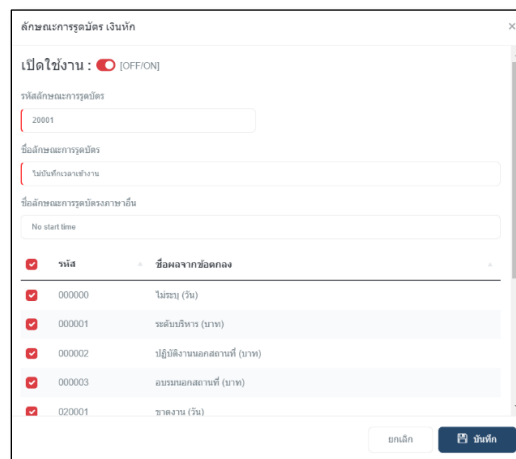 ลักษณะการรูดบัตร เงินหัก
×
เปิดใช้งาน : [OFF/ON]
รหัสลักษณะการรูดบัตร
20001
ชื่อลักษณะการรูดบัตร
ไม่บันทึกเวลาเข้างาน
ชื่อลักษณะการรูดบัตรงภาษาอื่น
No start time
รหัส ชื่อผลจากข้อตกลง
000000 ไม่ระบุ (วัน)
000001 ระดับบริหาร (บาท)
000002 ปฏิบัติงานนอกสถานที่ (บาท)
000003 อบรมนอกสถานที่ (บาท)
020001 ขาดงาน (วัน)
ยกเลิก บันทึก